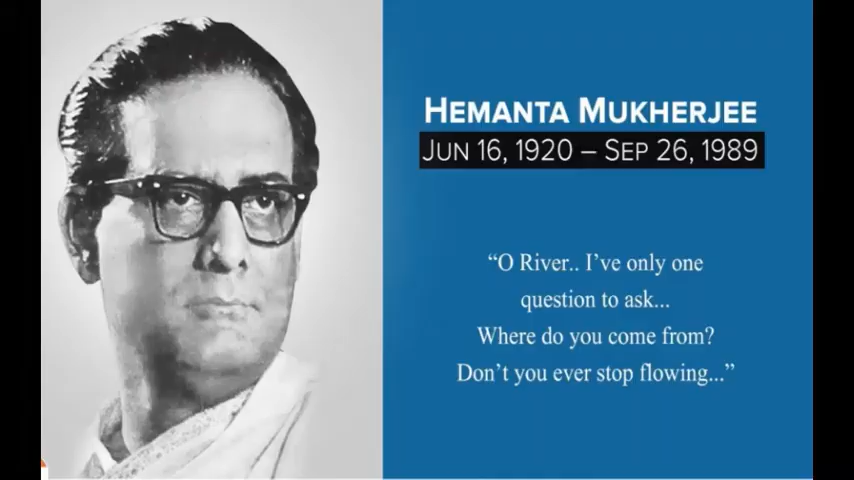 HEMANTA MUKHERJEE
JUN 16, 1920 – SEP 26, 1989
“O River.. I’ve only one
question to ask...
Where do you come from?
Don’t you ever stop flowing...”